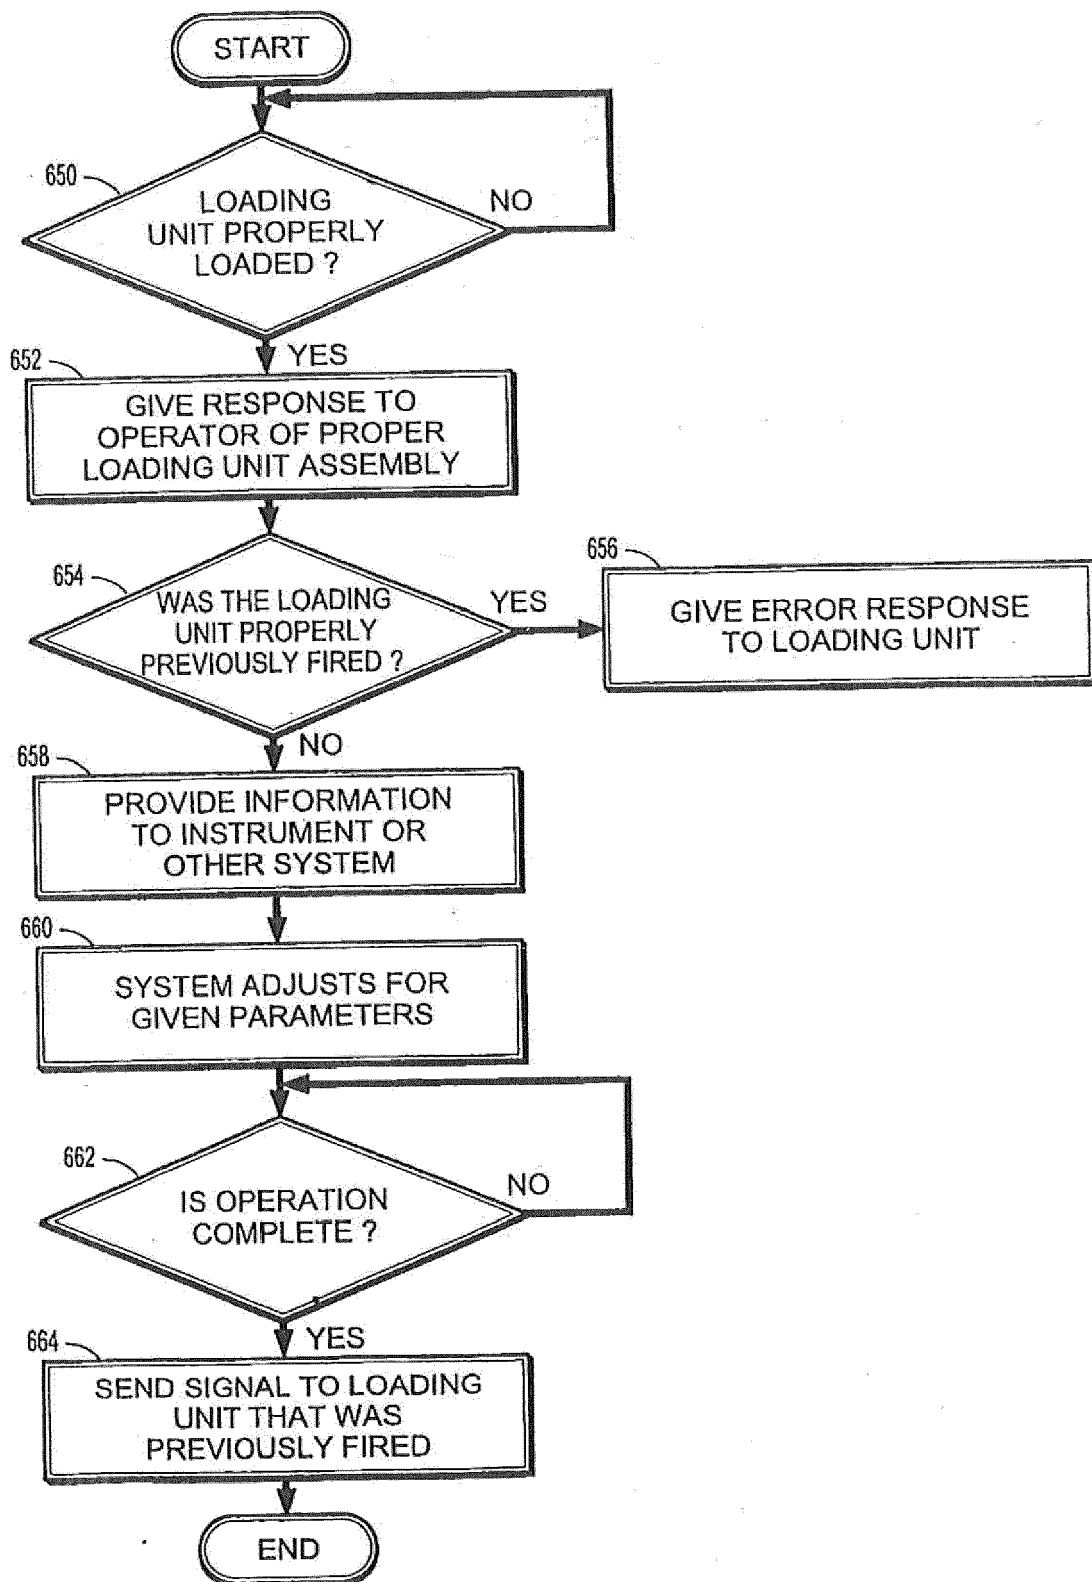 START
650
LOADING
UNIT PROPERLY
LOADED ?
NO
YES
652
GIVE RESPONSE TO
OPERATOR OF PROPER
LOADING UNIT ASSEMBLY
654
WAS THE LOADING
UNIT PROPERLY
PREVIOUSLY FIRED ?
YES
656
GIVE ERROR RESPONSE
TO LOADING UNIT
NO
658
PROVIDE INFORMATION
TO INSTRUMENT OR
OTHER SYSTEM
660
SYSTEM ADJUSTS FOR
GIVEN PARAMETERS
662
IS OPERATION
COMPLETE ?
NO
YES
664
SEND SIGNAL TO LOADING
UNIT THAT WAS
PREVIOUSLY FIRED
END